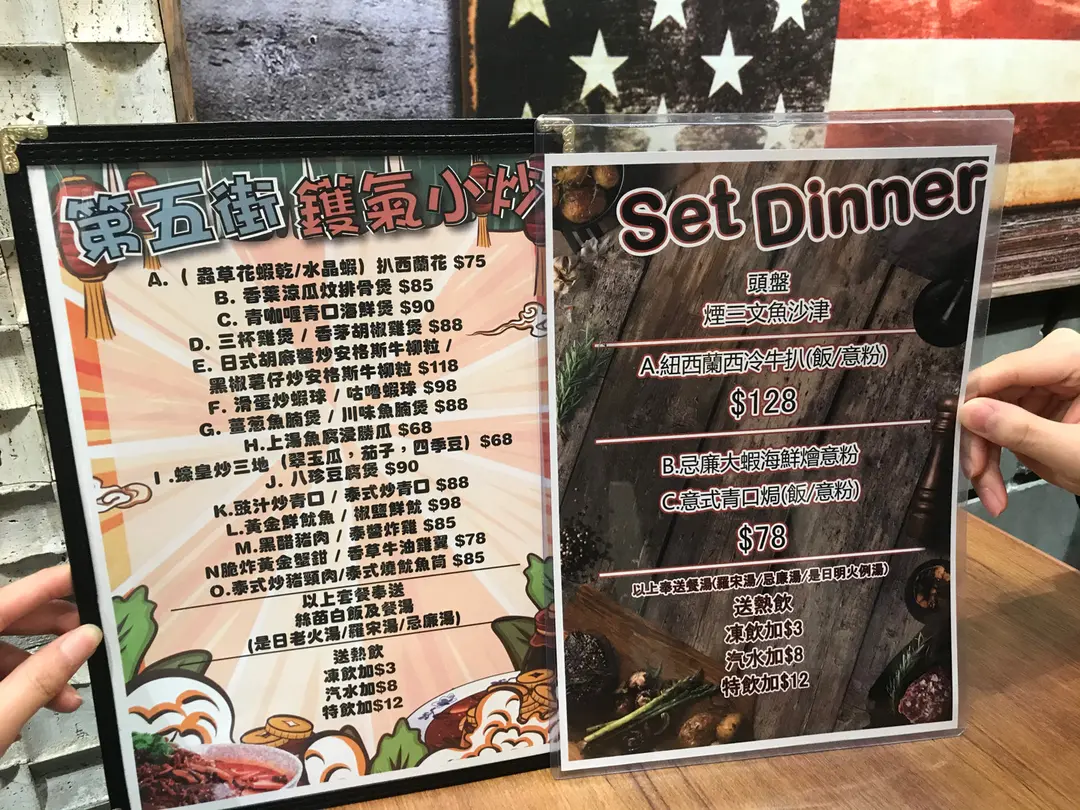 第五街 鑊氣小炒
A. ( 蟲草花蝦乾/水晶蝦) 扒西蘭花 $75
B. 香葉涼瓜炆排骨煲 $85
C. 青咖喱青口海鮮煲 $90
D. 三杯雞煲 / 香茅胡椒雞煲 $88
E. 日式胡麻醬炒安格斯牛柳粒 /
黑椒薯仔炒安格斯牛柳粒 $118
F. 滑蛋炒蝦球 / 咕嚕蝦球 $98
G. 薑葱魚腩煲 / 川味魚腩煲 $88
H.上湯魚腐浸勝瓜 $68
I .蠔皇炒三地 (翠玉瓜，茄子，四季豆) $68
J. 八珍豆腐煲 $90
K.豉汁炒青口 / 泰式炒青口 $88
L.黃金鮮魷魚 / 椒鹽鮮魷 $98
M.黑醋豬肉 / 泰醬炸雞 $85
N脆炸黃金蟹鉗 / 香草牛油雞翼 $78
O.泰式炒豬頸肉/泰式燒魷魚筒 $85
以上套餐奉送
絲苗白飯及餐湯
(是日老火湯/羅宋湯/忌廉湯)
送熱飲
凍飲加$3
汽水加$8
特飲加$12
Set Dinner
頭盤
煙三文魚沙津
A.紐西蘭西冷牛扒(飯/意粉)
$128
B.忌廉大蝦海鮮燴意粉
C.意式青口焗(飯/意粉)
$78
以上奉送餐湯(羅宋湯/忌廉湯/是日明火例湯)
送熱飲
凍飲加$3
汽水加$8
特飲加$12